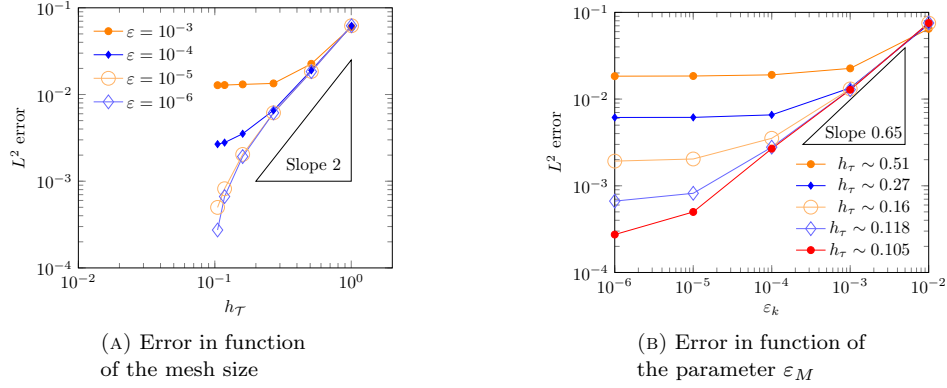 10^{-1}
10^{-2}
10^{-3}
10^{-4}
L^2 error
ε = 10^{-3}
ε = 10^{-4}
ε = 10^{-5}
ε = 10^{-6}
Slope 2
10^{-2}
10^{-1}
10^{0}
h_𝒯
(A) Error in function
of the mesh size
10^{-1}
10^{-2}
10^{-3}
10^{-4}
L^2 error
Slope 0.65
h_τ ∼ 0.51
h_τ ∼ 0.27
h_τ ∼ 0.16
h_τ ∼ 0.118
h_τ ∼ 0.105
10^{-6}
10^{-5}
10^{-4}
10^{-3}
10^{-2}
ε_k
(B) Error in function of
the parameter ε_M